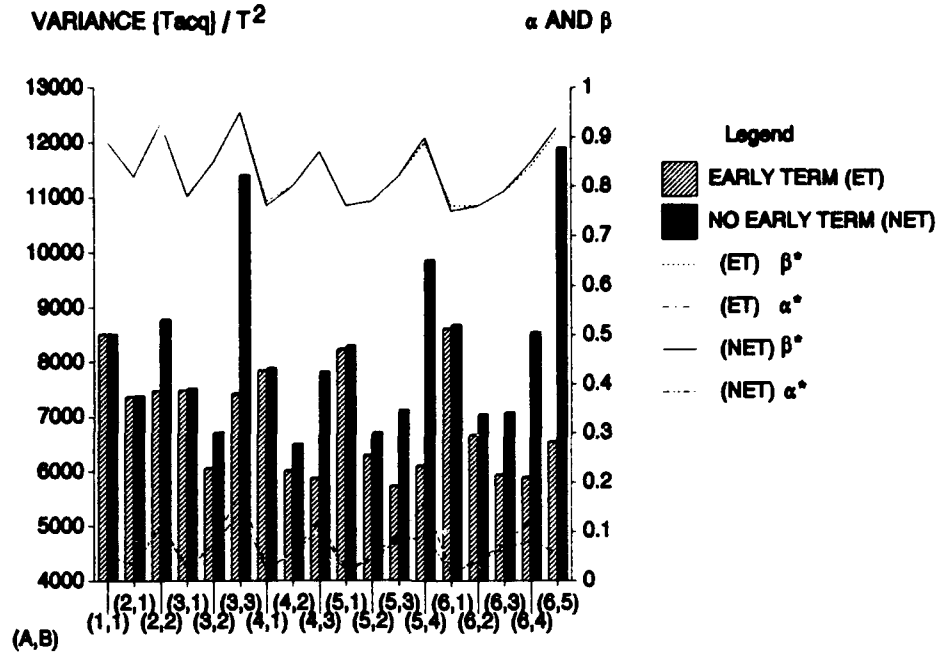 VARIANCE {Tacq} / T²
α AND β
13000
12000
11000
10000
9000
8000
7000
6000
5000
4000
1
0.9
0.8
0.7
0.6
0.5
0.4
0.3
0.2
0.1
0
Legend
EARLY TERM (ET)
NO EARLY TERM (NET)
(ET) β*
(ET) α*
(NET) β*
(NET) α*
(2,1) (3,1) (3,3) (4,2) (5,1) (5,3) (6,1) (6,3) (6,5)
(1,1) (2,2) (3,2) (4,1) (4,3) (5,2) (5,4) (6,2) (6,4)
(A,B)